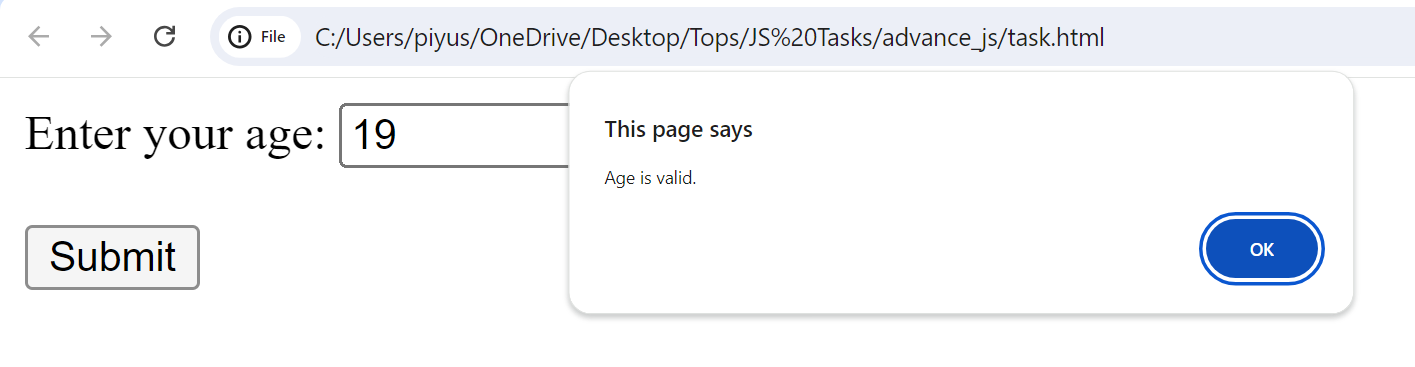 File C:/Users/piyus/OneDrive/Desktop/Tops/JS%20Tasks/advance_js/task.html
Enter your age: 19
This page says
Age is valid.
OK
Submit